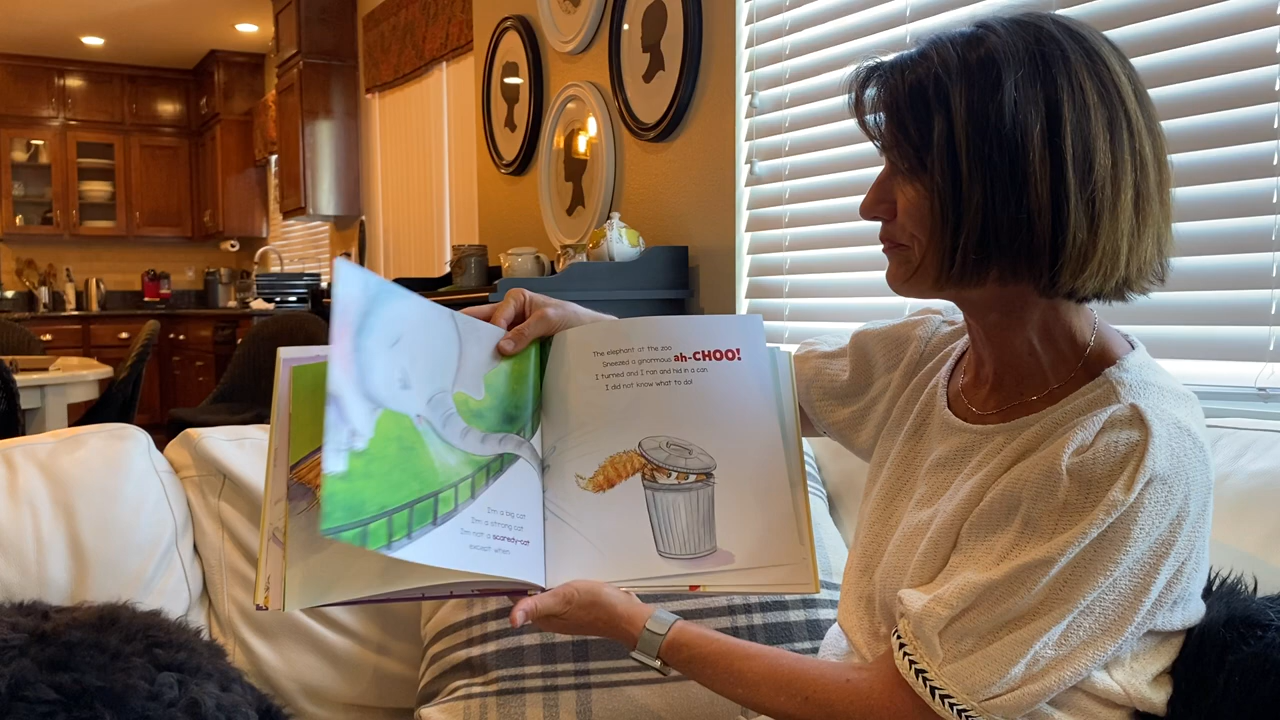 I'm a big cat
I'm a strong cat
I'm not a scaredy-cat
except when
The elephant at the zoo
Sneezed a ginormous ah-CHOO!
I turned and I ran and hid in a can.
I did not know what to do!